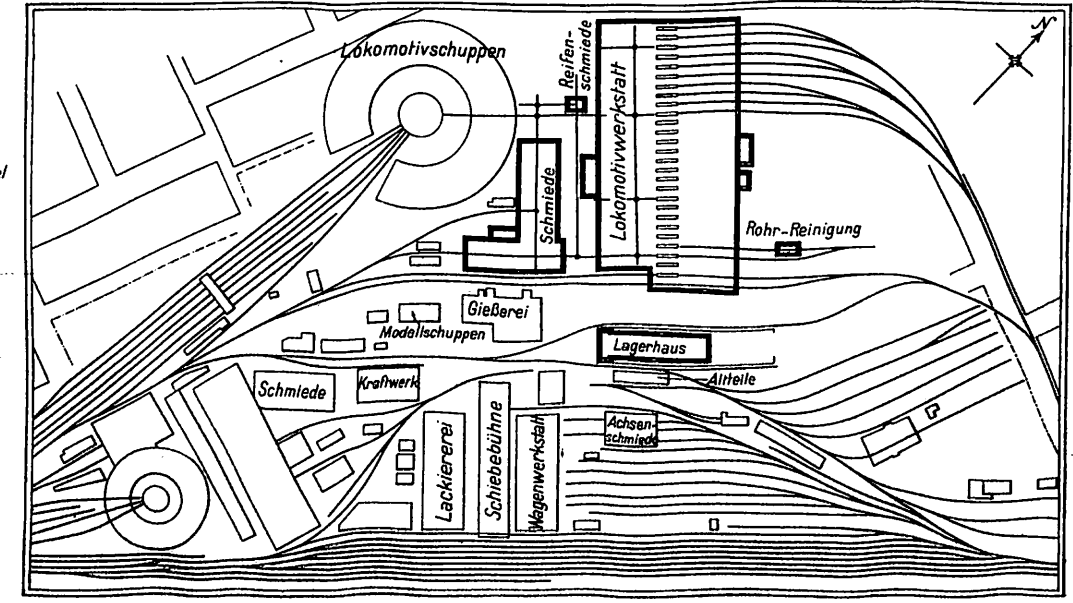 Lokomotivschuppen
Reifen-
schmiede
Lokomotivwerkstatt
N
Schmiede
Rohr-Reinigung
Gießerei
Modellschuppen
Lagerhaus
Schmiede
Kraftwerk
Altteile
Lackiererei
Schiebebühne
Wagenwerkstatt
Achsen-
schmiede